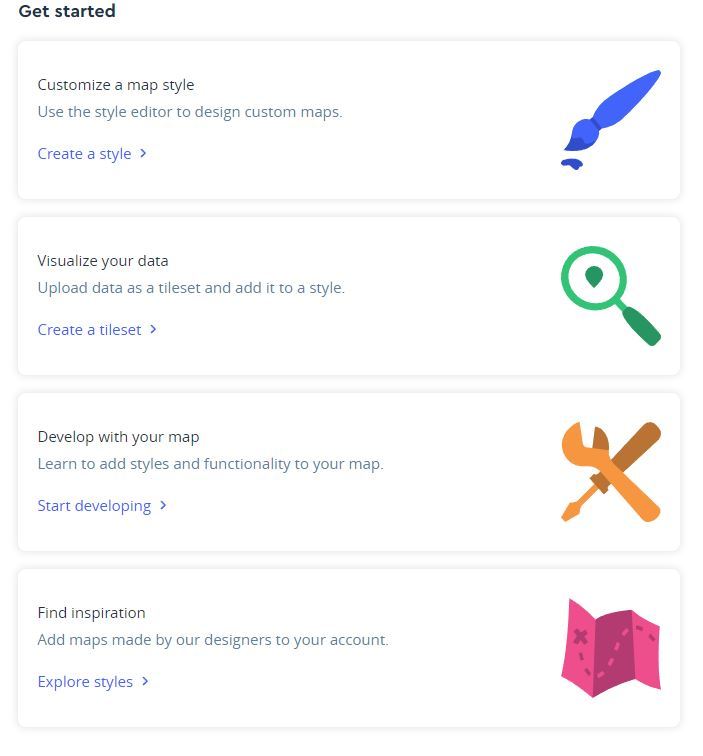 Get started
Customize a map style
Use the style editor to design custom maps.
Create a style
Visualize your data
Upload data as a tileset and add it to a style.
Create a tileset
Develop with your map
Learn to add styles and functionality to your map.
Start developing
Find inspiration
Add maps made by our designers to your account.
Explore styles